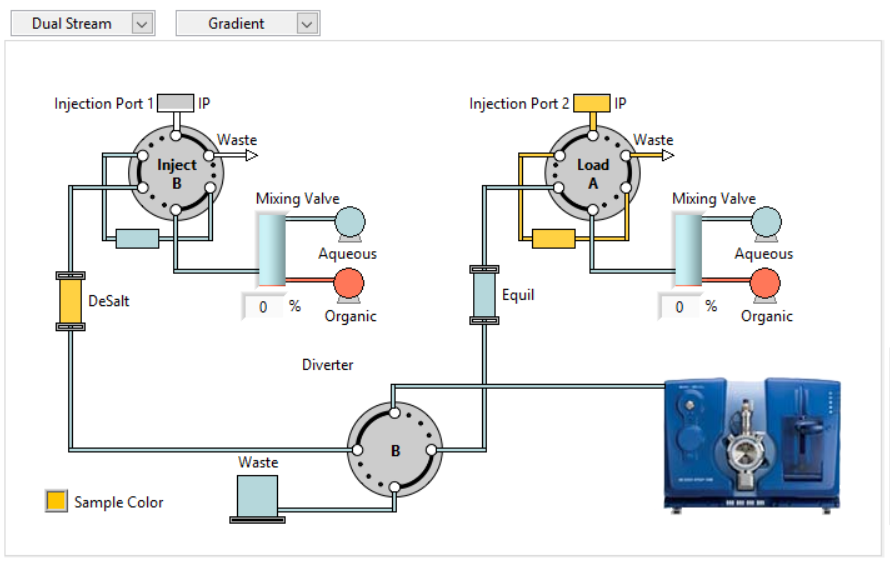 Dual Stream
Gradient
Injection Port 1
IP
Injection Port 2
IP
Waste
Waste
Inject
B
Load
A
Mixing Valve
Mixing Valve
Aqueous
Aqueous
DeSalt
Equil
0 %
0 %
Organic
Organic
Diverter
B
Waste
Sample Color